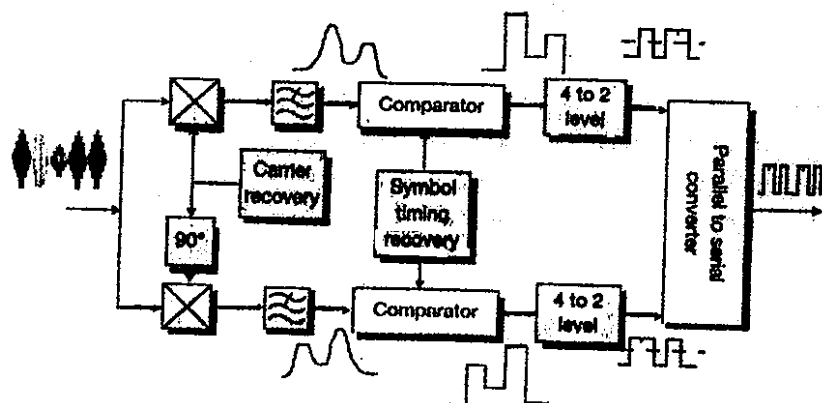 Comparator
4 to 2
level
Carrier
recovery
Symbol
timing
recovery
Parallel to serial
converter
90°
Comparator
4 to 2
level